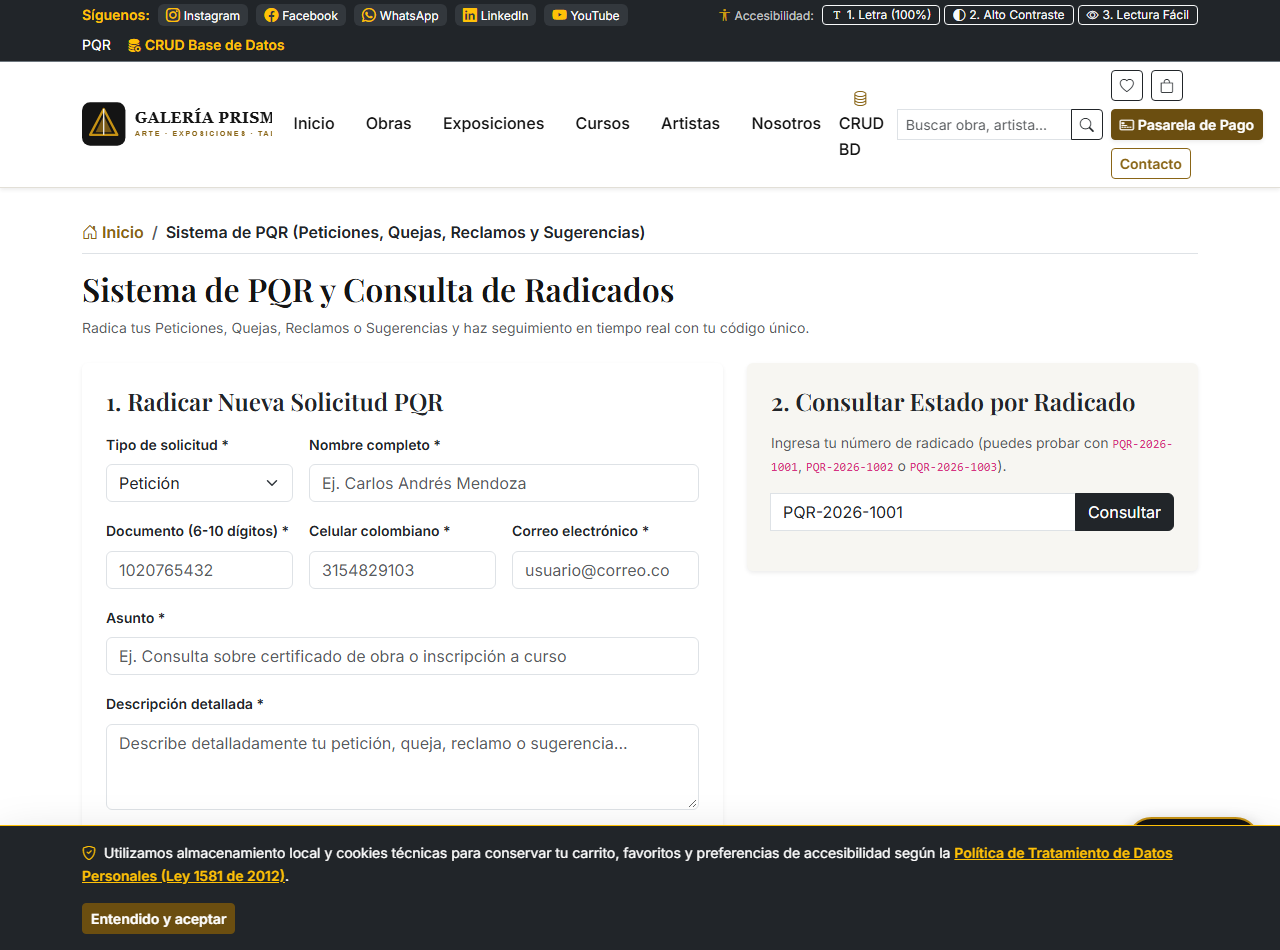 Síguenos: Instagram Facebook WhatsApp LinkedIn YouTube Accesibilidad: 1. Letra (100%) 2. Alto Contraste 3. Lectura Fácil
PQR CRUD Base de Datos
GALERÍA PRISM
ARTE · EXPOSICIONES · TAL
Inicio Obras Exposiciones Cursos Artistas Nosotros CRUD BD
Buscar obra, artista...
Pasarela de Pago
Contacto
Inicio / Sistema de PQR (Peticiones, Quejas, Reclamos y Sugerencias)
Sistema de PQR y Consulta de Radicados
Radica tus Peticiones, Quejas, Reclamos o Sugerencias y haz seguimiento en tiempo real con tu código único.
1. Radicar Nueva Solicitud PQR
Tipo de solicitud * Nombre completo *
Petición Ej. Carlos Andrés Mendoza
Documento (6-10 dígitos) * Celular colombiano * Correo electrónico *
1020765432 3154829103 usuario@correo.co
Asunto *
Ej. Consulta sobre certificado de obra o inscripción a curso
Descripción detallada *
Describe detalladamente tu petición, queja, reclamo o sugerencia...
2. Consultar Estado por Radicado
Ingresa tu número de radicado (puedes probar con PQR-2026-
1001, PQR-2026-1002 o PQR-2026-1003).
PQR-2026-1001 Consultar
Utilizamos almacenamiento local y cookies técnicas para conservar tu carrito, favoritos y preferencias de accesibilidad según la Política de Tratamiento de Datos
Personales (Ley 1581 de 2012).
Entendido y aceptar